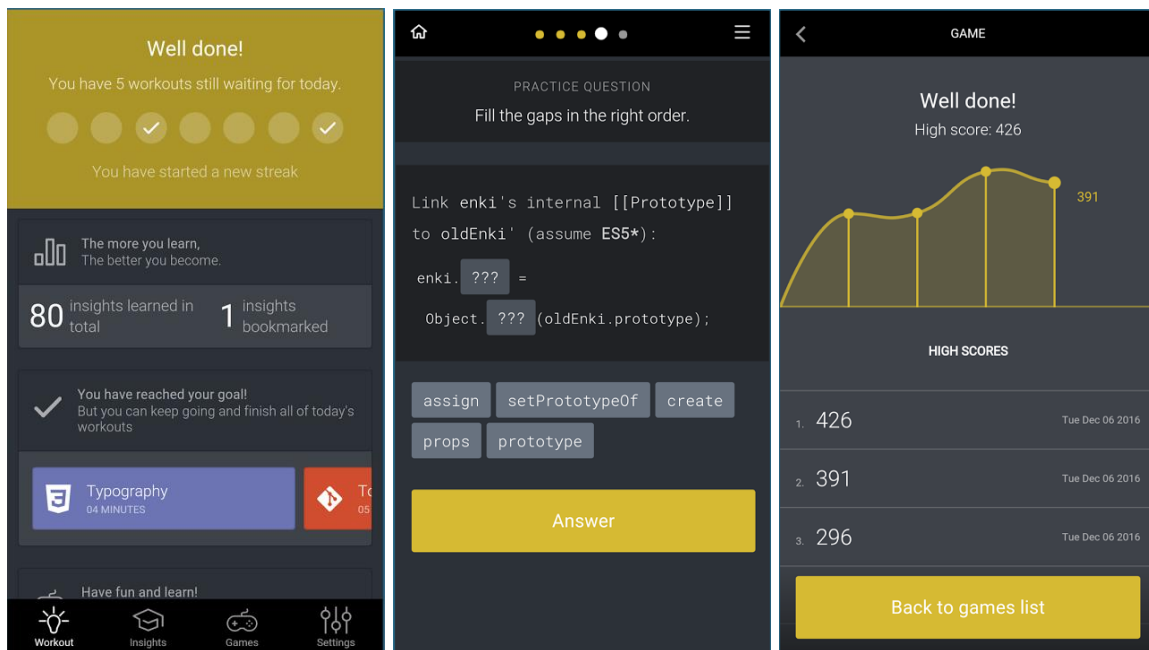 Well done!
You have 5 workouts still waiting for today.
You have started a new streak
The more you learn,
The better you become.
80 insights learned in total
1 insights bookmarked
You have reached your goal!
But you can keep going and finish all of today's
workouts
Typography
04 MINUTES
To
05
Have fun and learn!
Workout
Insights
Games
Settings
PRACTICE QUESTION
Fill the gaps in the right order.
Link enki's internal [[Prototype]]
to oldEnki' (assume ES5*):
enki. ??? =
Object. ??? (oldEnki.prototype);
assign setPrototypeOf create
props prototype
Answer
GAME
Well done!
High score: 426
391
HIGH SCORES
1. 426 Tue Dec 06 2016
2. 391 Tue Dec 06 2016
3. 296 Tue Dec 06 2016
Back to games list